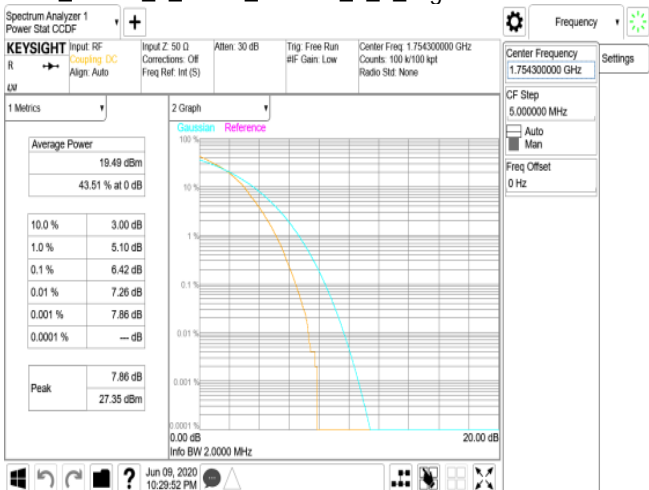 Spectrum Analyzer 1
Power Stat CCDF
Frequency
KEYSIGHT
R
LXI
Input: RF
Coupling: DC
Align: Auto
Input Z: 50 Ω
Corrections: Off
Freq Ref: Int (S)
Atten: 30 dB
Trig: Free Run
#IF Gain: Low
Center Freq: 1.754300000 GHz
Counts: 100 k/100 kpt
Radio Std: None
Center Frequency
1.754300000 GHz
Settings
CF Step
5.000000 MHz
Auto
Man
Freq Offset
0 Hz
1 Metrics
2 Graph
Gaussian Reference
Average Power
19.49 dBm
43.51 % at 0 dB
10.0 % 3.00 dB
1.0 % 5.10 dB
0.1 % 6.42 dB
0.01 % 7.26 dB
0.001 % 7.86 dB
0.0001 % --- dB
Peak
7.86 dB
27.35 dBm
100 %
10 %
1 %
0.1 %
0.01 %
0.001 %
0.0001 %
0.00 dB
20.00 dB
Info BW 2.0000 MHz
?
Jun 09, 2020
10:29:52 PM